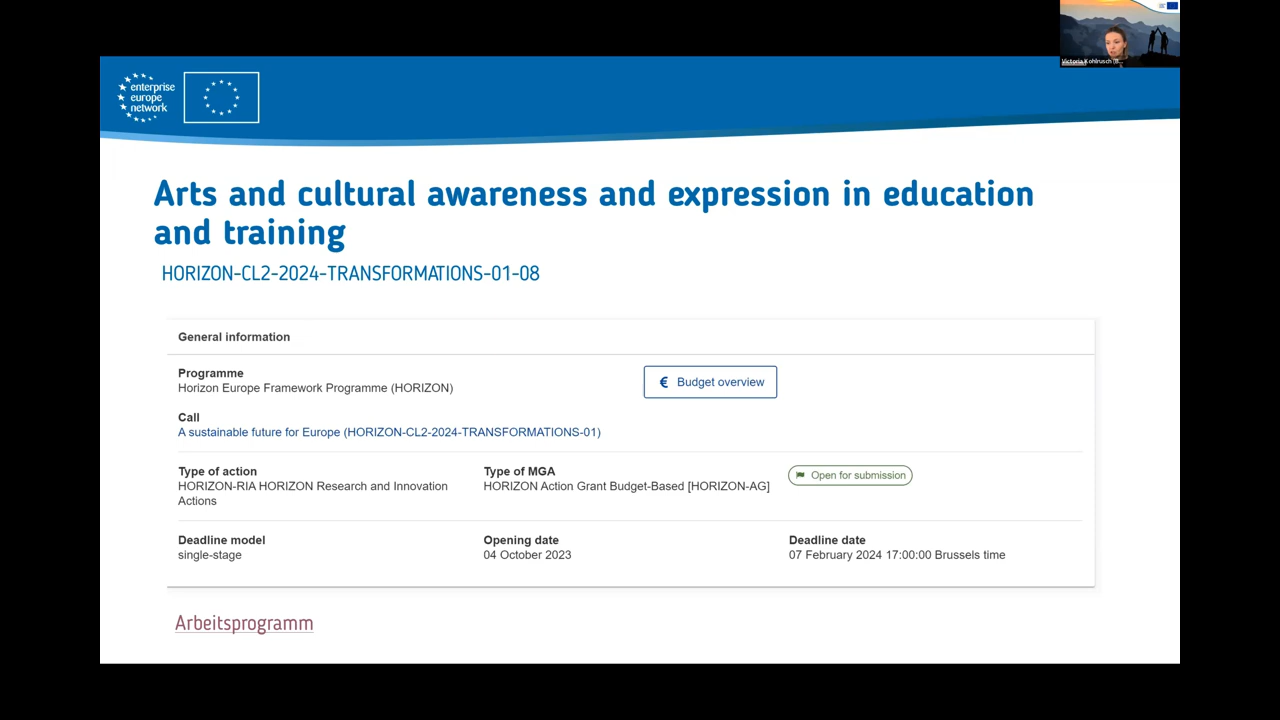 Victoria Kohlrusch (B...
enterprise
europe
network
Arts and cultural awareness and expression in education
and training
HORIZON-CL2-2024-TRANSFORMATIONS-01-08
General information
Programme
Horizon Europe Framework Programme (HORIZON)
€ Budget overview
Call
A sustainable future for Europe (HORIZON-CL2-2024-TRANSFORMATIONS-01)
Type of action
HORIZON-RIA HORIZON Research and Innovation
Actions
Type of MGA
HORIZON Action Grant Budget-Based [HORIZON-AG]
Open for submission
Deadline model
single-stage
Opening date
04 October 2023
Deadline date
07 February 2024 17:00:00 Brussels time
Arbeitsprogramm